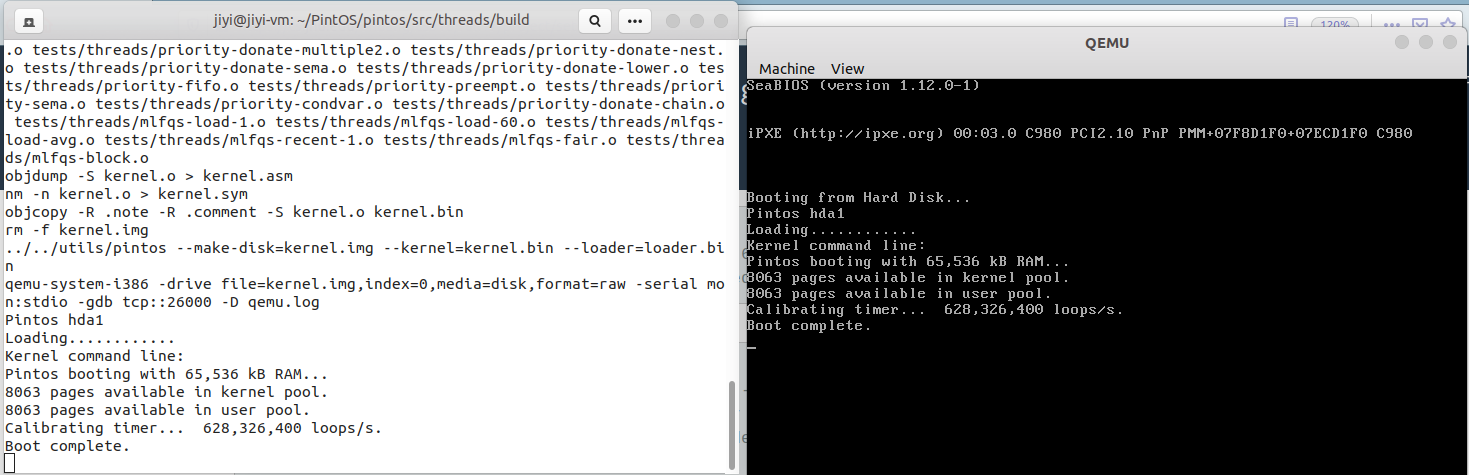 jiyi@jiyi-vm: ~/PintOS/pintos/src/threads/build
.o tests/threads/priority-donate-multiple2.o tests/threads/priority-donate-nest.
o tests/threads/priority-donate-sema.o tests/threads/priority-donate-lower.o tes
ts/threads/priority-fifo.o tests/threads/priority-preempt.o tests/threads/priori
ty-sema.o tests/threads/priority-condvar.o tests/threads/priority-donate-chain.o
tests/threads/mlfqs-load-1.o tests/threads/mlfqs-load-60.o tests/threads/mlfqs-
load-avg.o tests/threads/mlfqs-recent-1.o tests/threads/mlfqs-fair.o tests/threa
ds/mlfqs-block.o
objdump -S kernel.o > kernel.asm
nm -n kernel.o > kernel.sym
objcopy -R .note -R .comment -S kernel.o kernel.bin
rm -f kernel.img
../../utils/pintos --make-disk=kernel.img --kernel=kernel.bin --loader=loader.bi
n
qemu-system-i386 -drive file=kernel.img,index=0,media=disk,format=raw -serial mo
n:stdio -gdb tcp::26000 -D qemu.log
Pintos hda1
Loading............
Kernel command line:
Pintos booting with 65,536 kB RAM...
8063 pages available in kernel pool.
8063 pages available in user pool.
Calibrating timer...  628,326,400 loops/s.
Boot complete.
120%
QEMU
Machine View
SeaBIOS (version 1.12.0-1)
iPXE (http://ipxe.org) 00:03.0 C980 PCI2.10 PnP PMM+07F8D1F0+07ECD1F0 C980
Booting from Hard Disk...
Pintos hda1
Loading............
Kernel command line:
Pintos booting with 65,536 kB RAM...
8063 pages available in kernel pool.
8063 pages available in user pool.
Calibrating timer...  628,326,400 loops/s.
Boot complete.